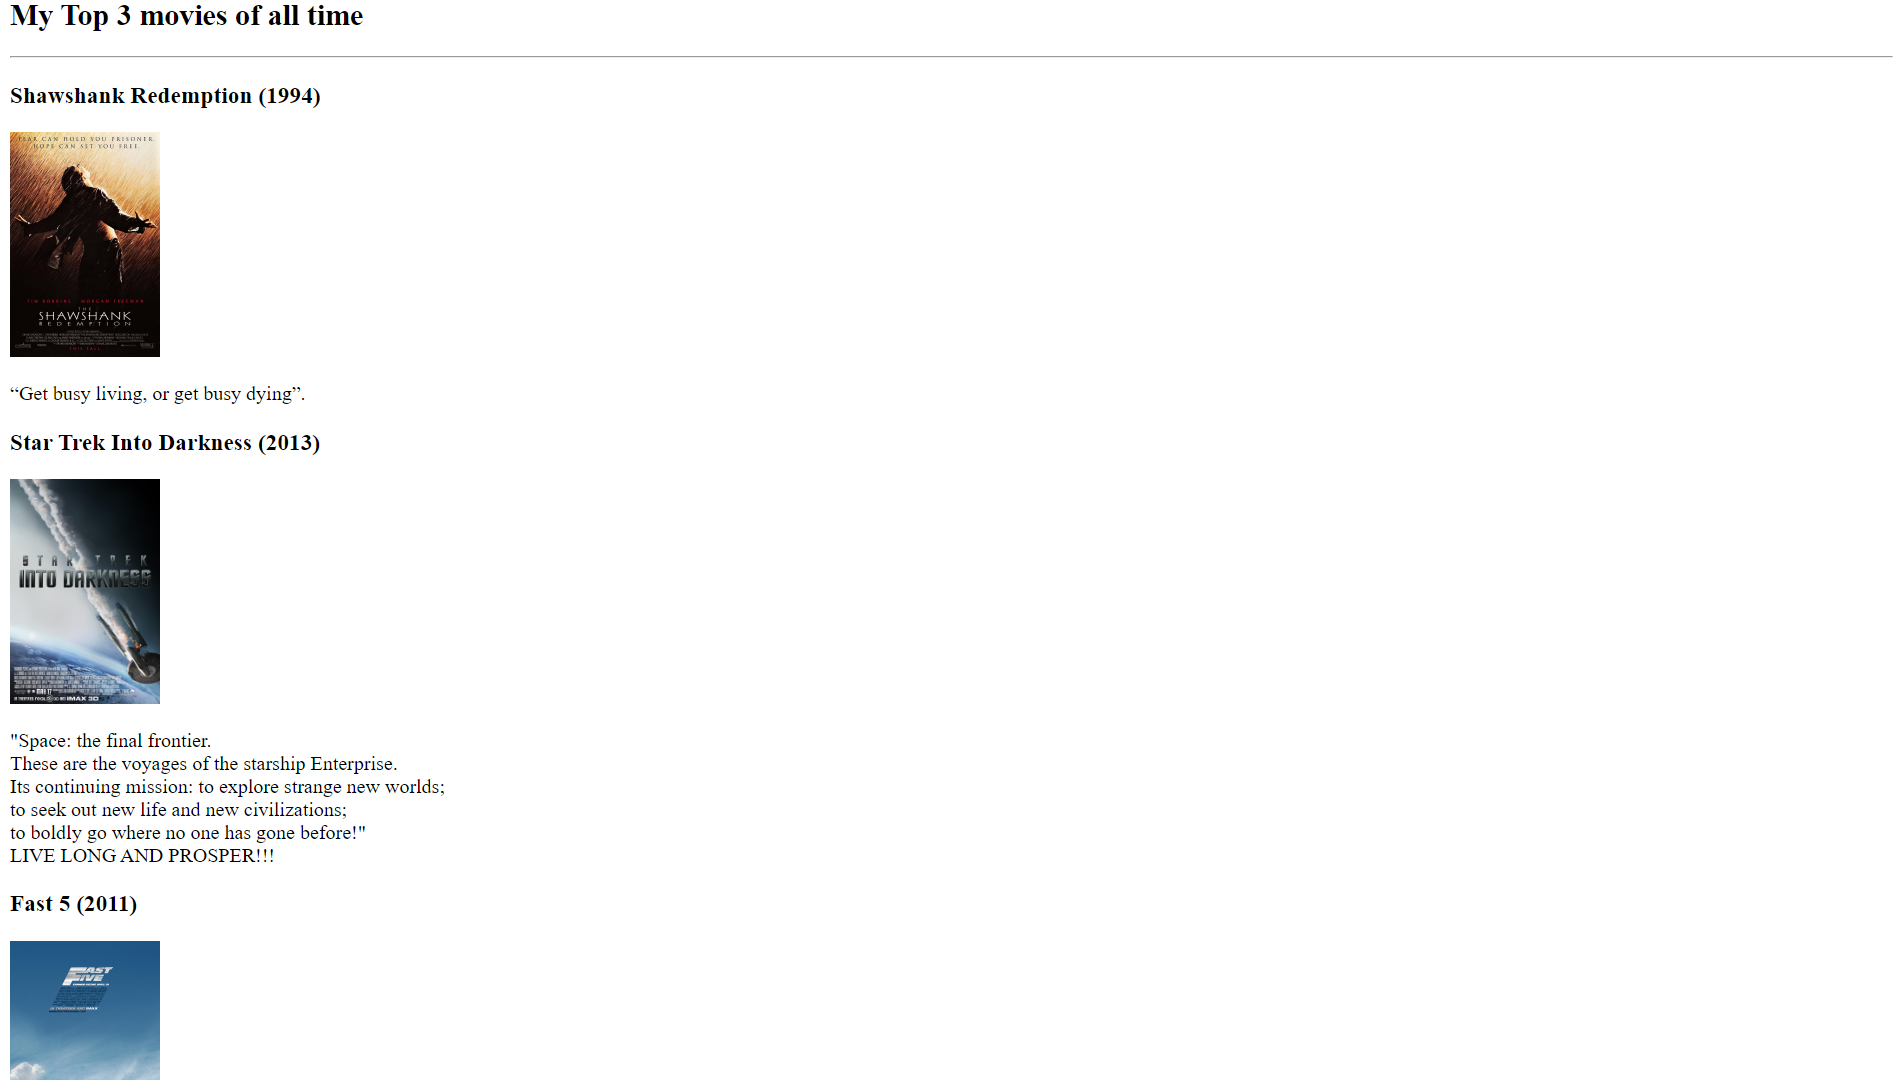 My Top 3 movies of all time
Shawshank Redemption (1994)
FEAR CAN HOLD YOU PRISONER.
HOPE CAN SET YOU FREE.
TIM ROBBINS MORGAN FREEMAN
THE
SHAWSHANK
REDEMPTION
THIS FALL
“Get busy living, or get busy dying”.
Star Trek Into Darkness (2013)
STAR TREK
INTO DARKNESS
MAY 17
IMAX 3D
"Space: the final frontier.
These are the voyages of the starship Enterprise.
Its continuing mission: to explore strange new worlds;
to seek out new life and new civilizations;
to boldly go where no one has gone before!"
LIVE LONG AND PROSPER!!!
Fast 5 (2011)
FAST
FIVE